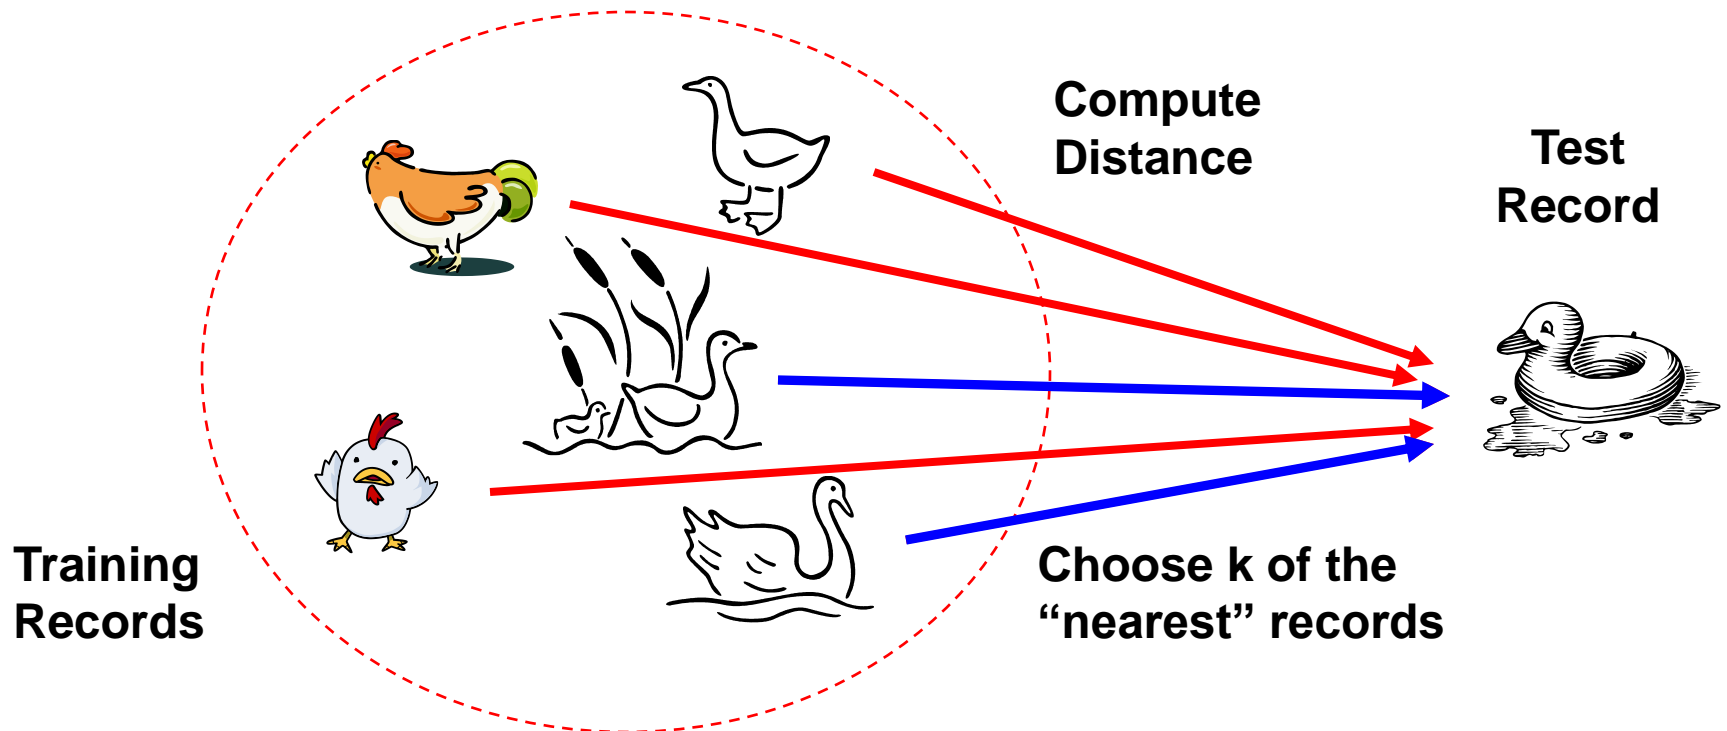 Compute
Distance
Test
Record
Training
Records
Choose k of the
“nearest” records